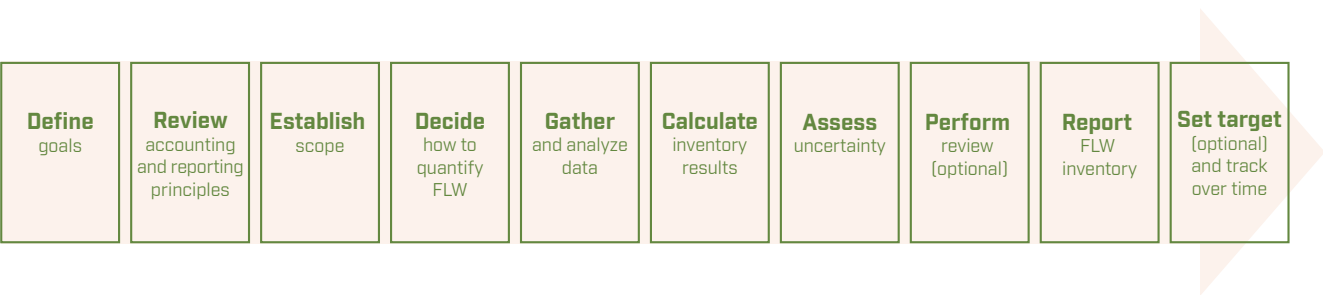 Define
goals
Review
accounting
and reporting
principles
Establish
scope
Decide
how to
quantify
FLW
Gather
and analyze
data
Calculate
inventory
results
Assess
uncertainty
Perform
review
(optional)
Report
FLW
inventory
Set target
(optional)
and track
over time